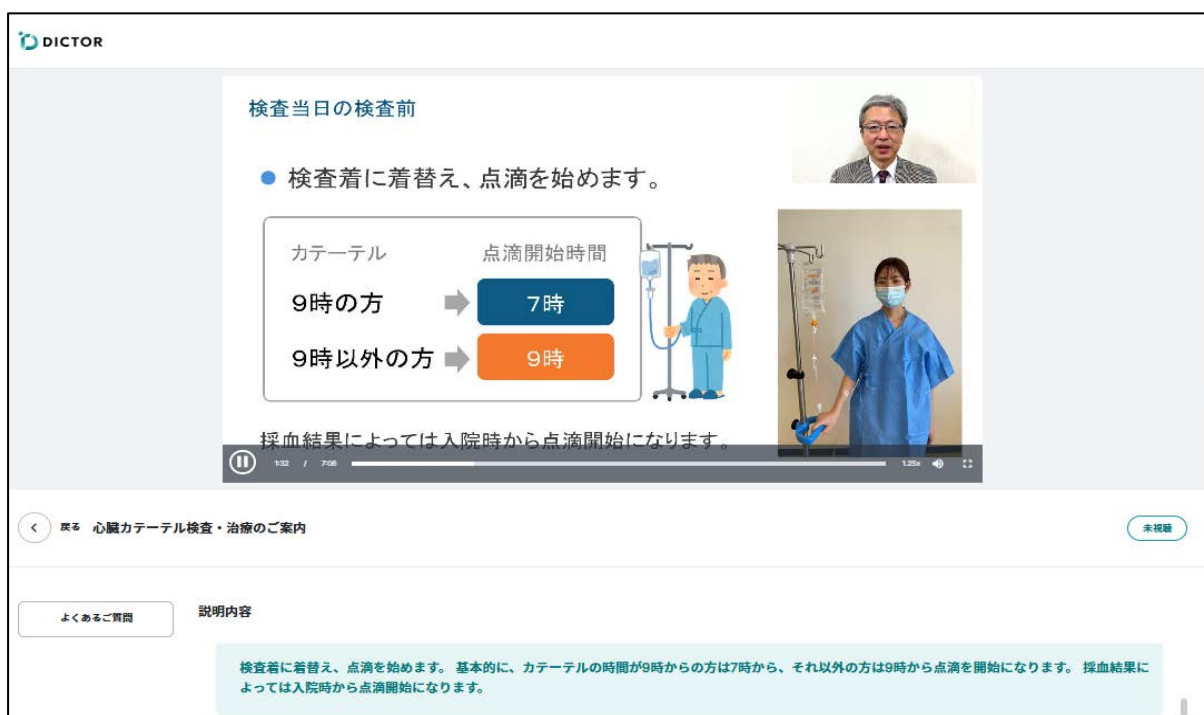 DICTOR
検査当日の検査前
● 検査着に着替え、点滴を始めます。
カテーテル 点滴開始時間
9時の方 7時
9時以外の方 9時
採血結果によっては入院時から点滴開始になります。
1:32 / 7:06 1.25x
戻る 心臓カテーテル検査・治療のご案内 未視聴
よくあるご質問 説明内容
検査着に着替え、点滴を始めます。 基本的に、カテーテルの時間が9時からの方は7時から、それ以外の方は9時から点滴を開始になります。 採血結果に
よっては入院時から点滴開始になります。